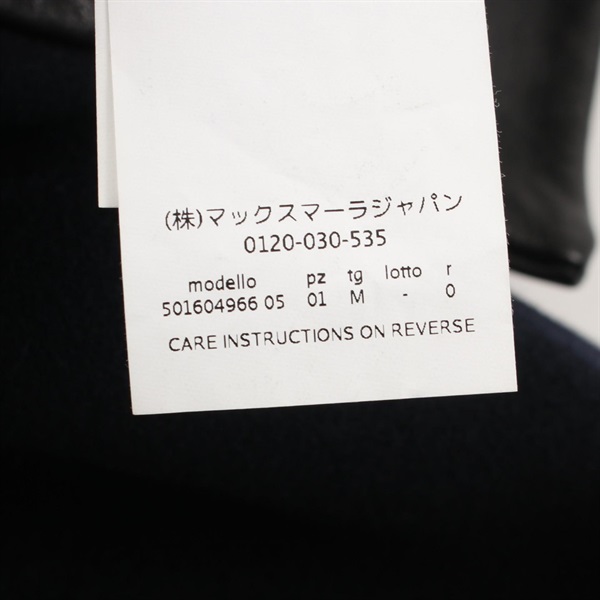 (株)マックスマーラジャパン
0120-030-535
modello pz tg lotto r
501604966 05 01 M - 0
CARE INSTRUCTIONS ON REVERSE